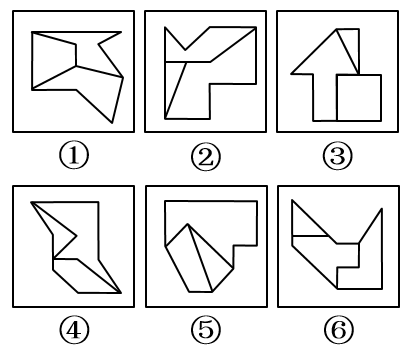 ① ② ③
④ ⑤ ⑥